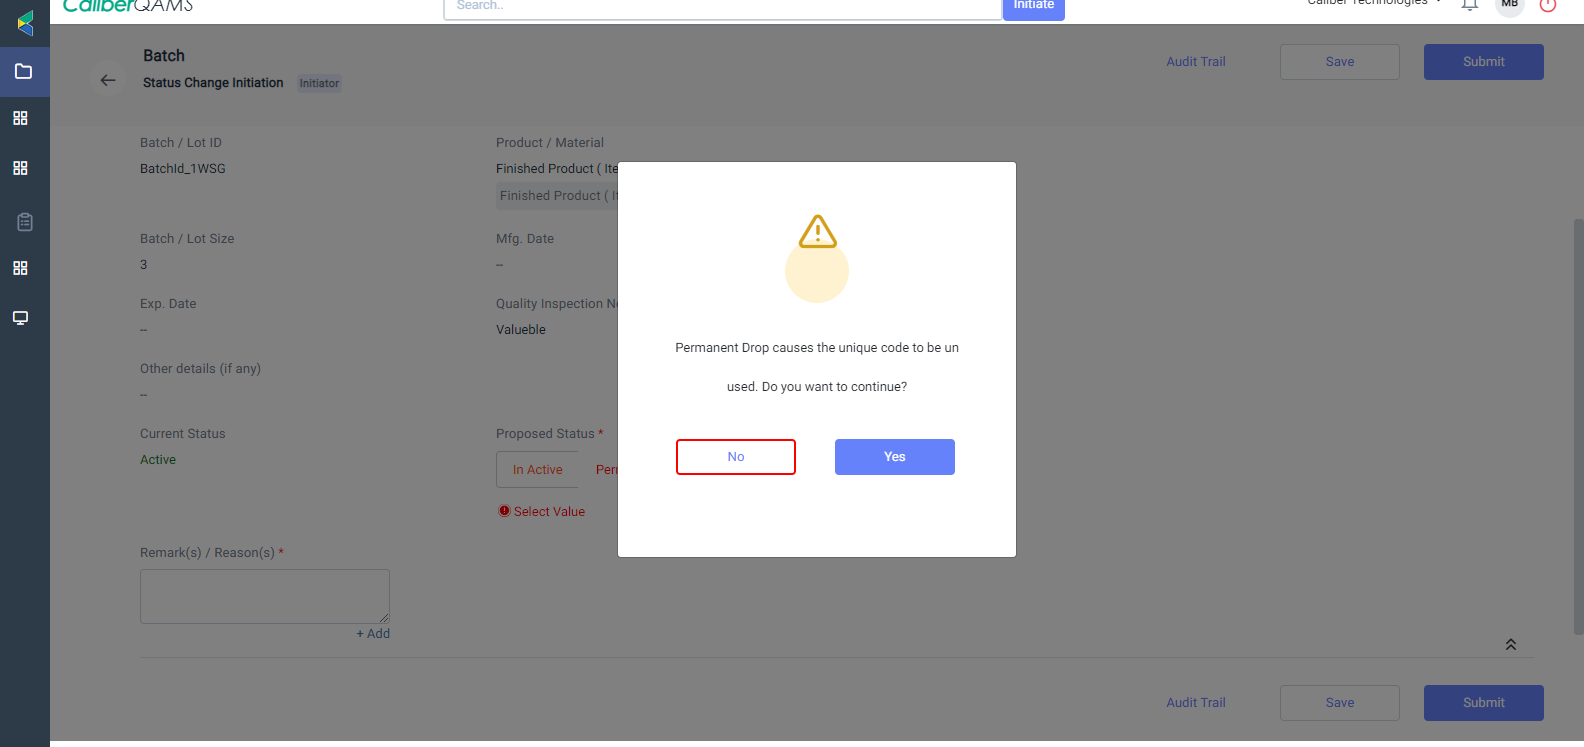 CaliberQAMS
Search..
Initiate
Caliber Technologies
MB
Batch
Status Change Initiation
Initiator
Audit Trail
Save
Submit
Batch / Lot ID
Product / Material
BatchId_1WSG
Finished Product ( Ite
Finished Product ( It
Batch / Lot Size
Mfg. Date
3
--
Exp. Date
Quality Inspection N
--
Valueble
Other details (if any)
--
Current Status
Proposed Status *
Active
In Active
Perr
Select Value
Remark(s) / Reason(s) *
+ Add
Permanent Drop causes the unique code to be un
used. Do you want to continue?
No
Yes
Audit Trail
Save
Submit